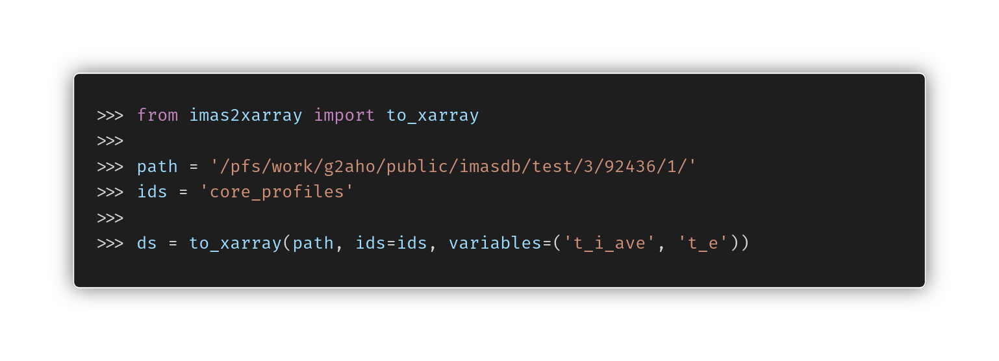 >>> from imas2xarray import to_xarray
>>>
>>> path = '/pfs/work/g2aho/public/imasdb/test/3/92436/1/'
>>> ids = 'core_profiles'
>>>
>>> ds = to_xarray(path, ids=ids, variables=('t_i_ave', 't_e'))